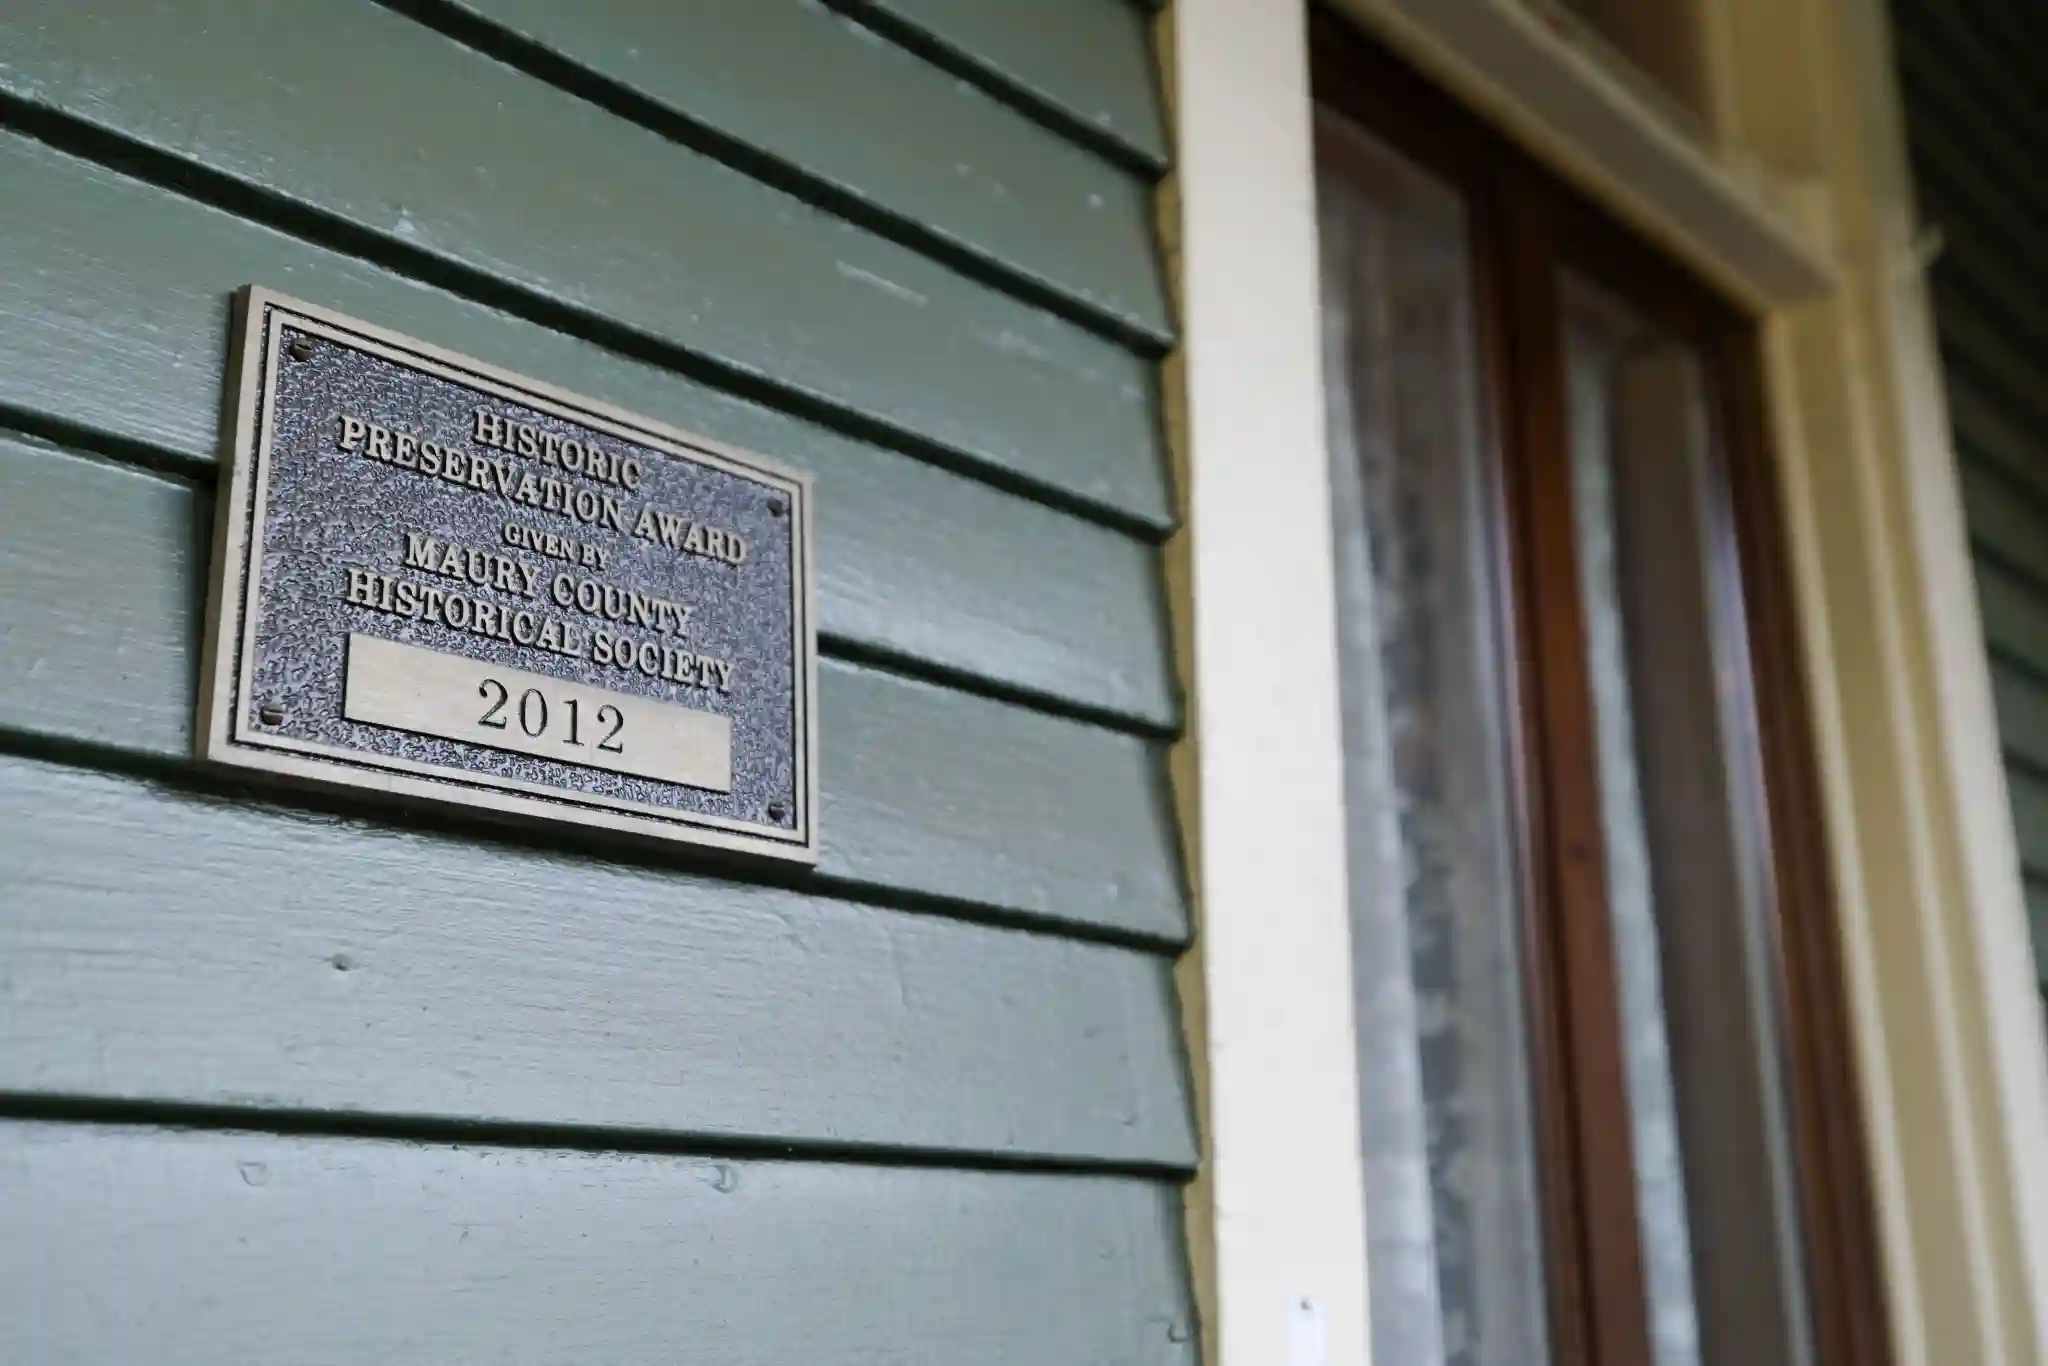 HISTORIC
PRESERVATION AWARD
GIVEN BY
MAURY COUNTY
HISTORICAL SOCIETY
2012